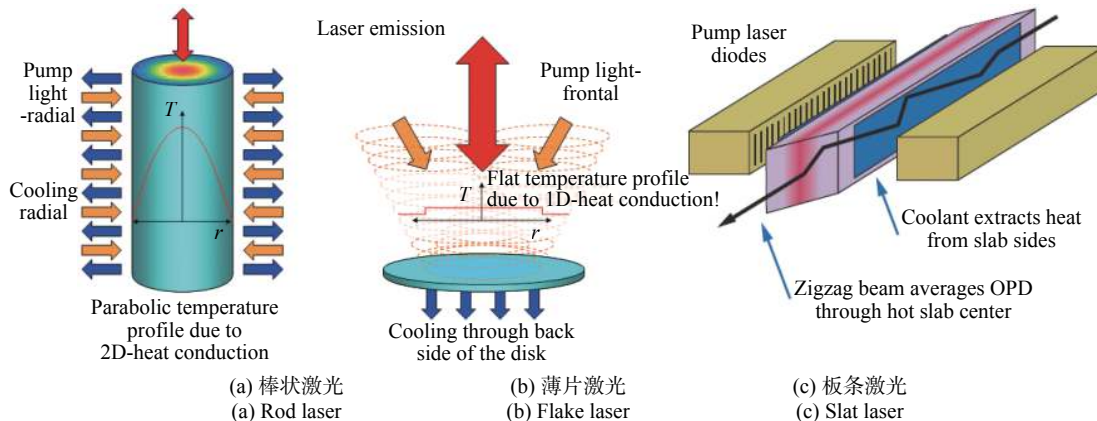 Pump
light
-radial
T
Cooling
radial
r
Parabolic temperature
profile due to
2D-heat conduction
(a) 棒状激光
(a) Rod laser
Laser emission
Pump light-
frontal
Flat temperature profile
due to 1D-heat conduction!
T
r
Cooling through back
side of the disk
(b) 薄片激光
(b) Flake laser
Pump laser
diodes
Coolant extracts heat
from slab sides
Zigzag beam averages OPD
through hot slab center
(c) 板条激光
(c) Slat laser